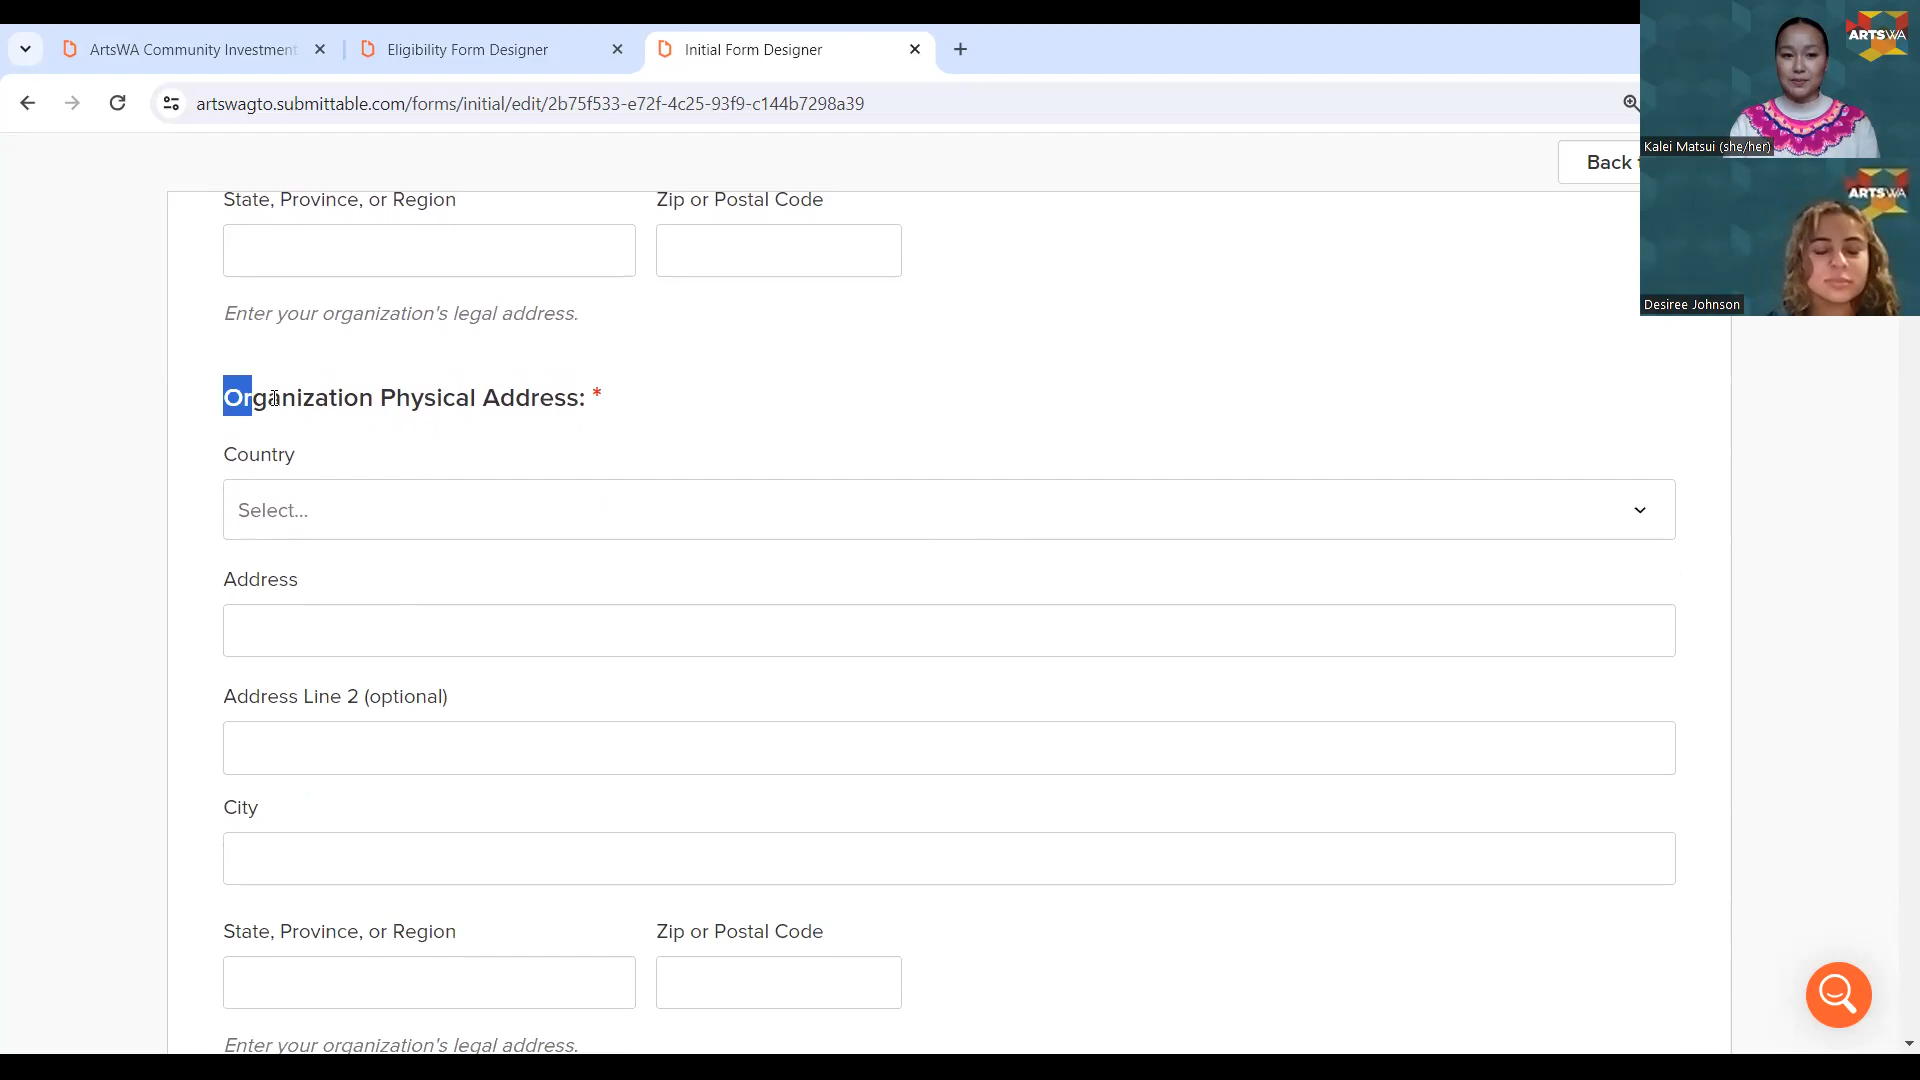 ArtsWA Community Investment
Eligibility Form Designer
Initial Form Designer
artswagto.submittable.com/forms/initial/edit/2b75f533-e72f-4c25-93f9-c144b7298a39
ARTSWA
Kalei Matsui (she/her)
Back
ARTSWA
Desiree Johnson
State, Province, or Region
Zip or Postal Code
Enter your organization's legal address.
Organization Physical Address: *
Country
Select...
Address
Address Line 2 (optional)
City
State, Province, or Region
Zip or Postal Code
Enter your organization's legal address.